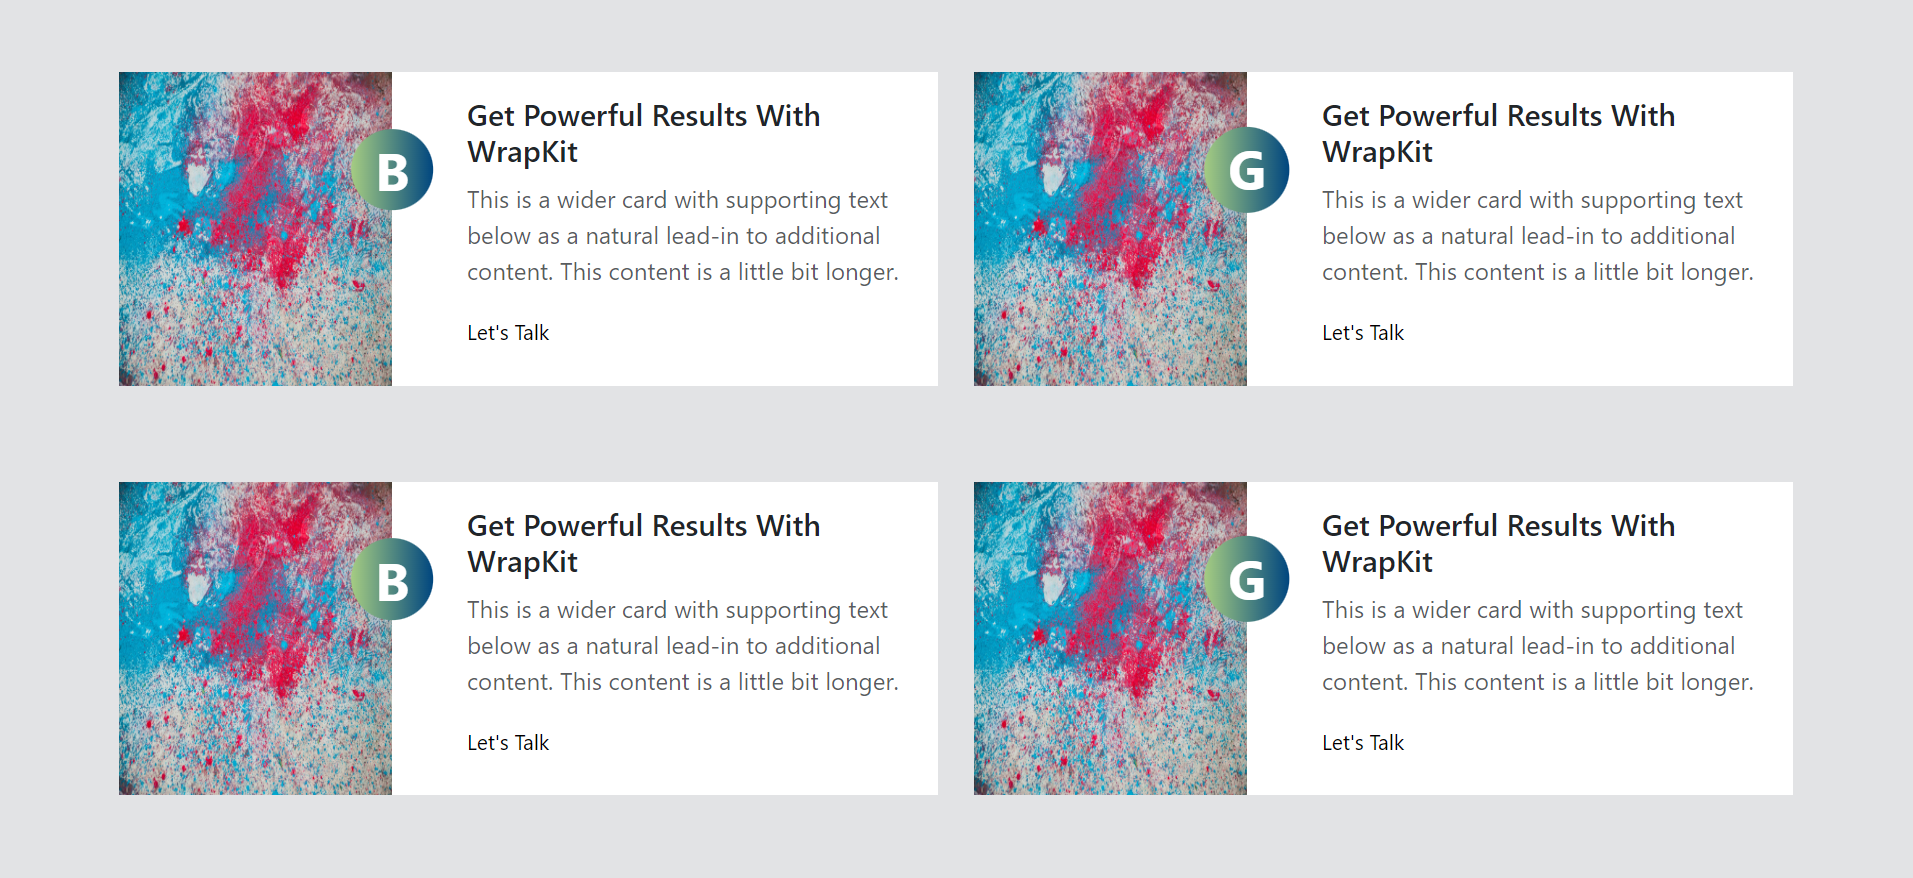 B
Get Powerful Results With
WrapKit
This is a wider card with supporting text
below as a natural lead-in to additional
content. This content is a little bit longer.
Let's Talk
G
Get Powerful Results With
WrapKit
This is a wider card with supporting text
below as a natural lead-in to additional
content. This content is a little bit longer.
Let's Talk
B
Get Powerful Results With
WrapKit
This is a wider card with supporting text
below as a natural lead-in to additional
content. This content is a little bit longer.
Let's Talk
G
Get Powerful Results With
WrapKit
This is a wider card with supporting text
below as a natural lead-in to additional
content. This content is a little bit longer.
Let's Talk